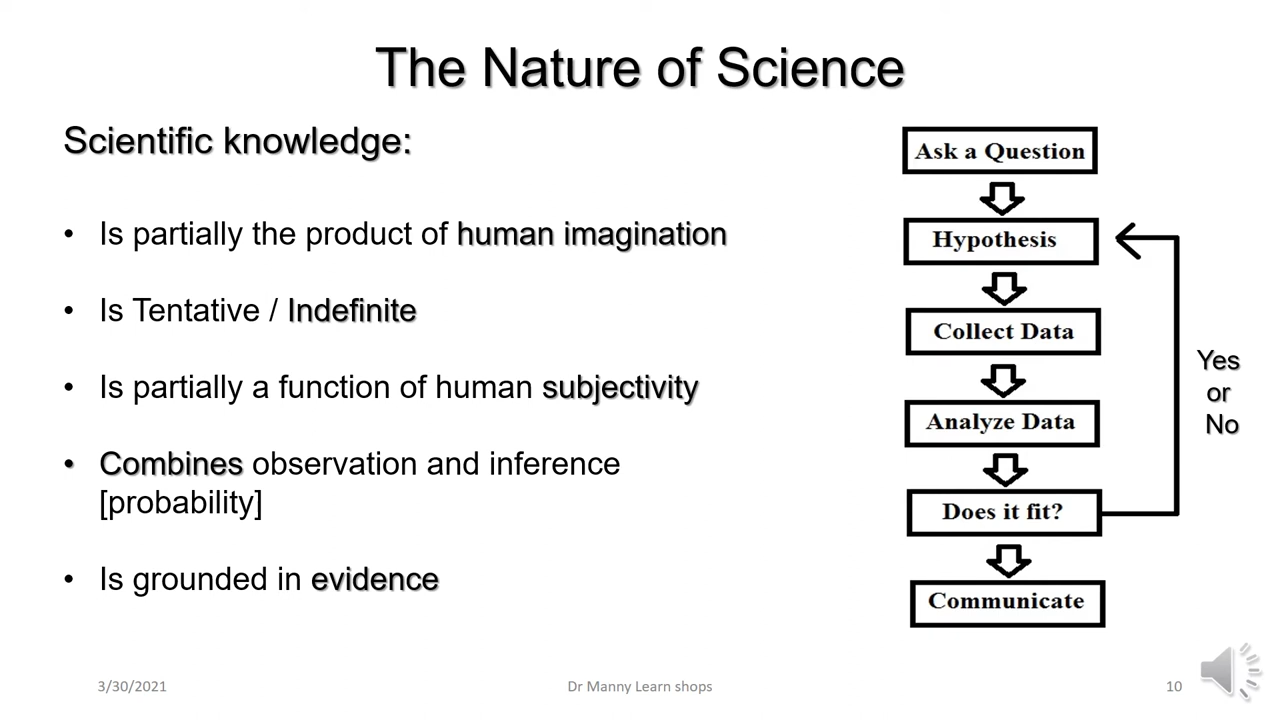 The Nature of Science
Scientific knowledge:
• Is partially the product of human imagination
• Is Tentative / Indefinite
• Is partially a function of human subjectivity
• Combines observation and inference
[probability]
• Is grounded in evidence
Ask a Question
Hypothesis
Collect Data
Analyze Data
Does it fit?
Communicate
Yes
or
No
3/30/2021
Dr Manny Learn shops
10